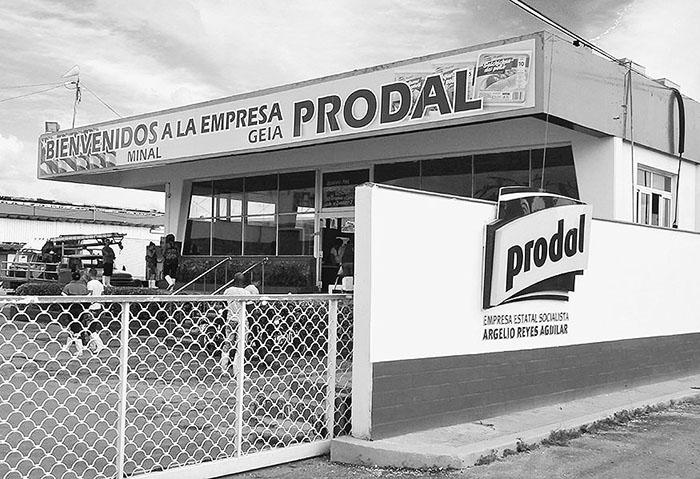 BIENVENIDOS A LA EMPRESA PRODAL
MINAL GEIA
prodal
EMPRESA ESTATAL SOCIALISTA
ARGELIO REYES AGUILAR